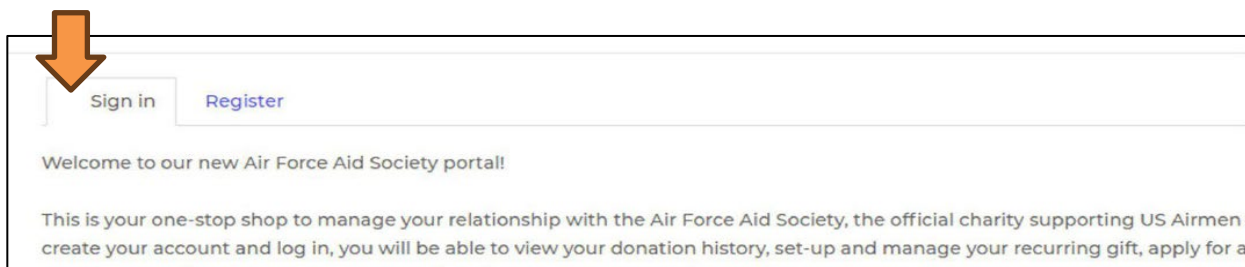 Sign in Register
Welcome to our new Air Force Aid Society portal!
This is your one-stop shop to manage your relationship with the Air Force Aid Society, the official charity supporting US Airmen
create your account and log in, you will be able to view your donation history, set-up and manage your recurring gift, apply for a